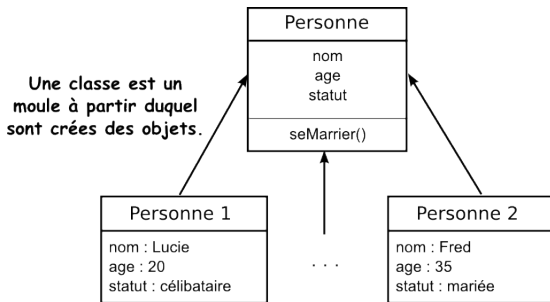 Personne
nom
age
statut
seMarrier()
Une classe est un
moule à partir duquel
sont crées des objets.
Personne 1
nom : Lucie
age : 20
statut : célibataire
. . .
Personne 2
nom : Fred
age : 35
statut : mariée